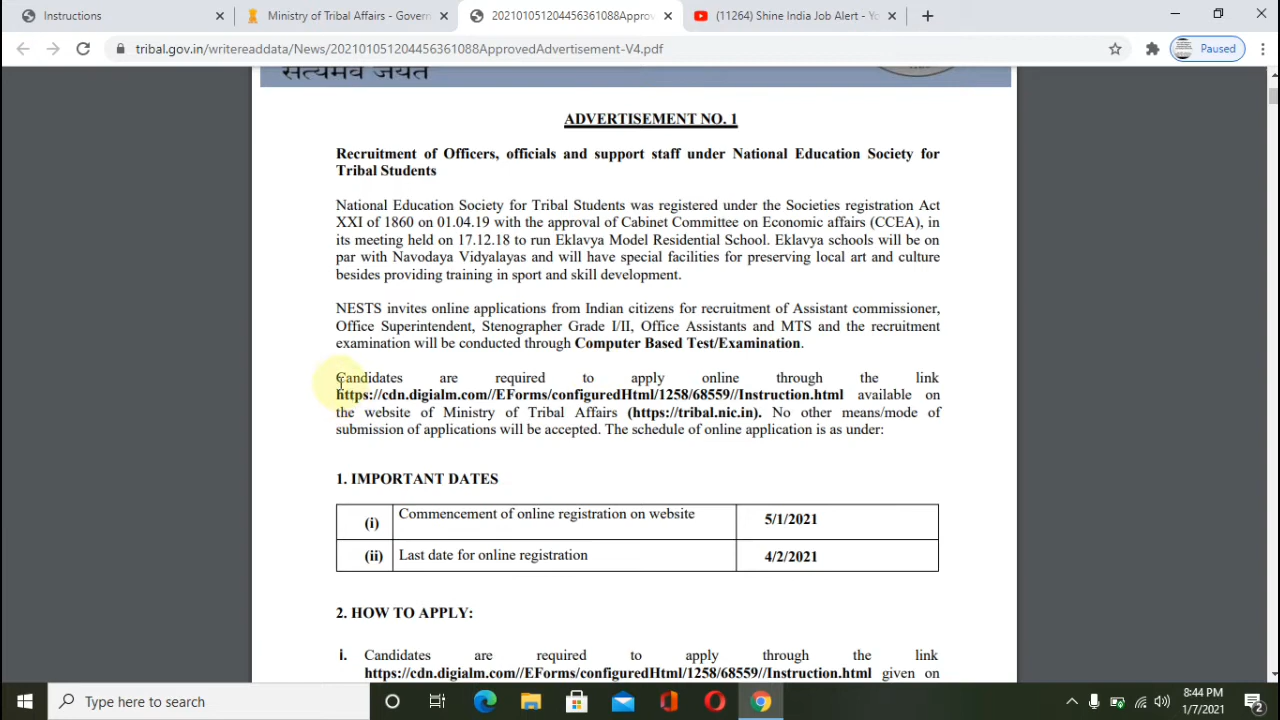 Instructions
Ministry of Tribal Affairs - Govern
202101051204456361088Approv
(11264) Shine India Job Alert - Yo
tribal.gov.in/writereaddata/News/202101051204456361088ApprovedAdvertisement-V4.pdf
Paused
सत्यमेव जयते
ADVERTISEMENT NO. 1
Recruitment of Officers, officials and support staff under National Education Society for
Tribal Students
National Education Society for Tribal Students was registered under the Societies registration Act
XXI of 1860 on 01.04.19 with the approval of Cabinet Committee on Economic affairs (CCEA), in
its meeting held on 17.12.18 to run Eklavya Model Residential School. Eklavya schools will be on
par with Navodaya Vidyalayas and will have special facilities for preserving local art and culture
besides providing training in sport and skill development.
NESTS invites online applications from Indian citizens for recruitment of Assistant commissioner,
Office Superintendent, Stenographer Grade I/II, Office Assistants and MTS and the recruitment
examination will be conducted through Computer Based Test/Examination.
Candidates are required to apply online through the link
https://cdn.digialm.com//EForms/configuredHtml/1258/68559//Instruction.html available on
the website of Ministry of Tribal Affairs (https://tribal.nic.in). No other means/mode of
submission of applications will be accepted. The schedule of online application is as under:
1. IMPORTANT DATES
(i) Commencement of online registration on website 5/1/2021
(ii) Last date for online registration 4/2/2021
2. HOW TO APPLY:
i. Candidates are required to apply through the link
https://cdn.digialm.com//EForms/configuredHtml/1258/68559//Instruction.html given on
Type here to search
8:44 PM
1/7/2021
2